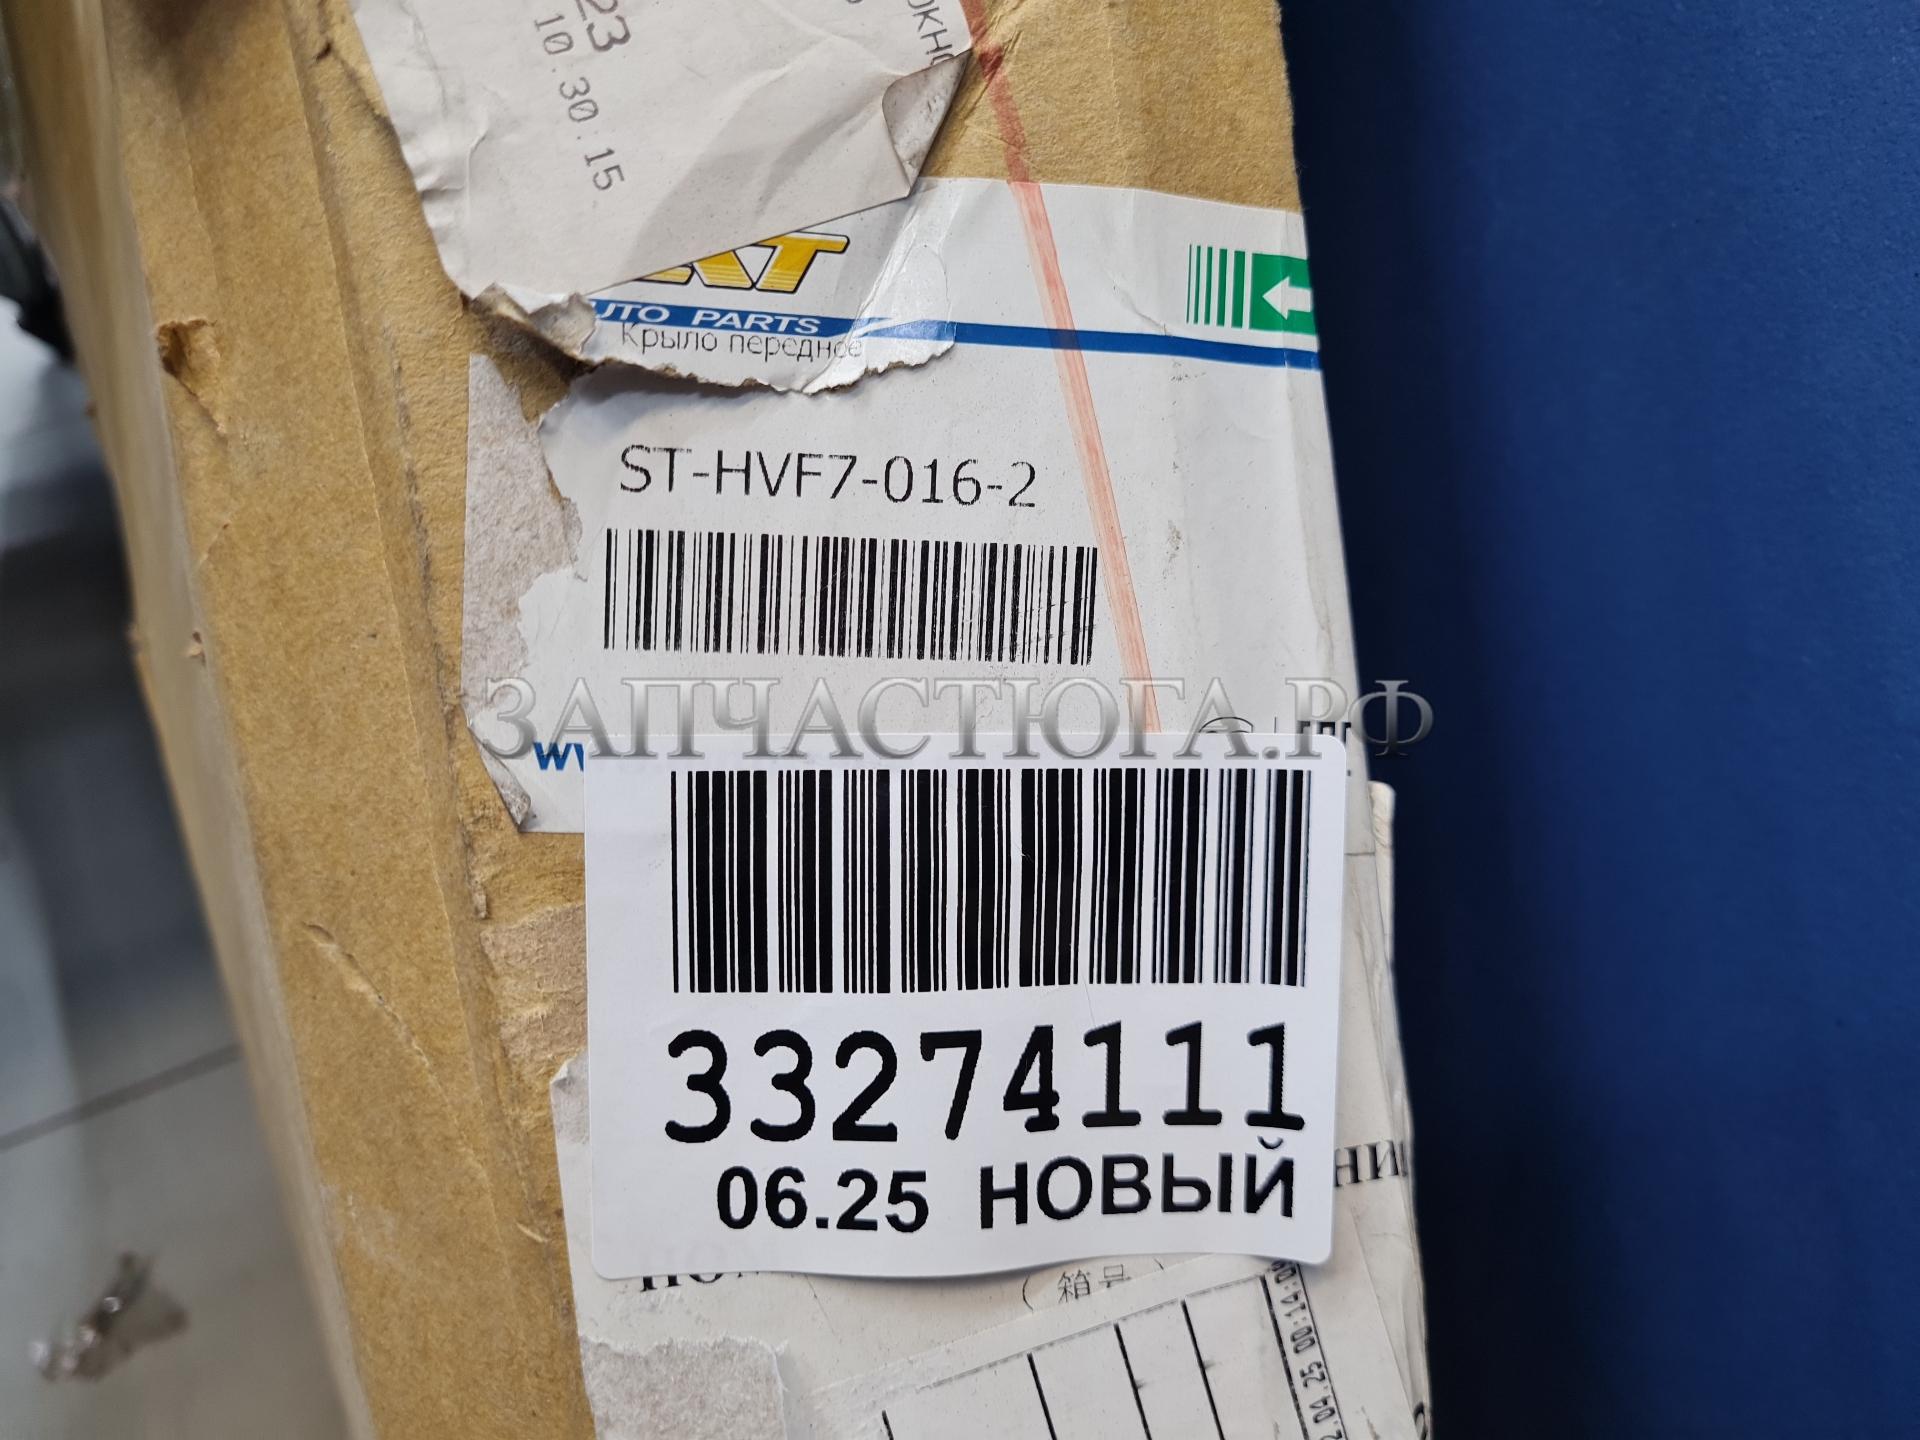 23
10.30.15
AUTO PARTS
Крыло переднее
ST-HVF7-016-2
ЗАПЧАСТЮГА.РФ
33274111
06.25 НОВЫЙ
(箱号)